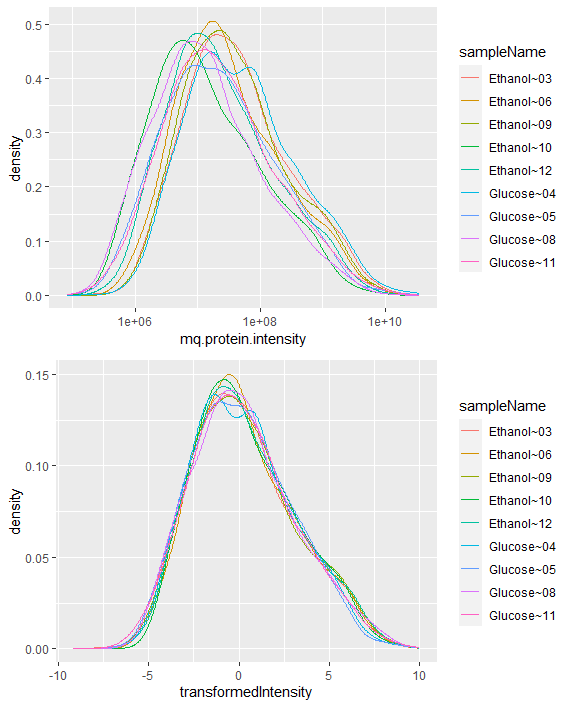 0.5
0.4
0.3
0.2
0.1
0.0
density
1e+06 1e+08 1e+10
mq.protein.intensity
sampleName
Ethanol~03
Ethanol~06
Ethanol~09
Ethanol~10
Ethanol~12
Glucose~04
Glucose~05
Glucose~08
Glucose~11
0.15
0.10
0.05
0.00
density
-10 -5 0 5 10
transformedIntensity
sampleName
Ethanol~03
Ethanol~06
Ethanol~09
Ethanol~10
Ethanol~12
Glucose~04
Glucose~05
Glucose~08
Glucose~11